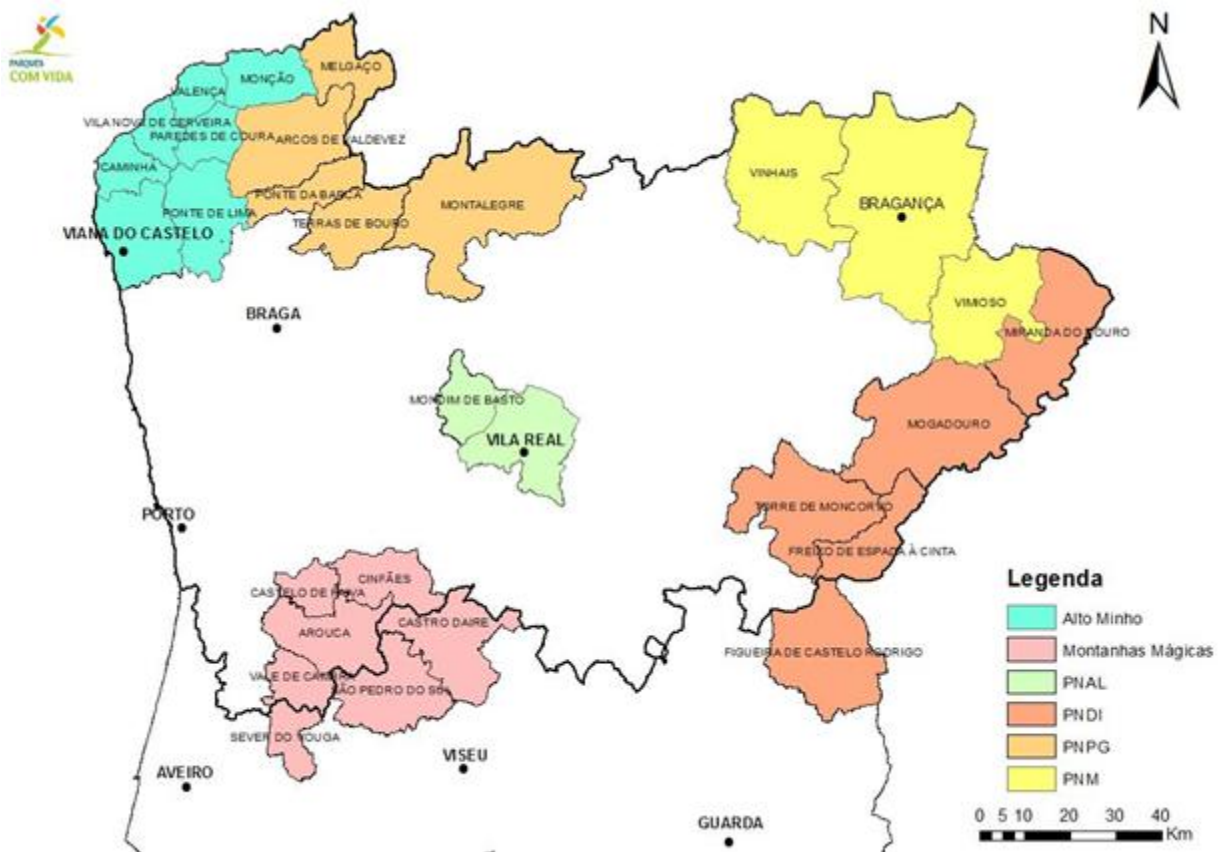 PARQUES
COM VIDA
N
MELGAÇO
MONÇÃO
VALENÇA
VILA NOVA DE CERVEIRA
PAREDES DE COURA
ARCOS DE VALDEVEZ
CAMINHA
PONTE DA BARCA
PONTE DE LIMA
TERRAS DE BOURO
MONTALEGRE
VIANA DO CASTELO
VINHAIS
BRAGANÇA
VIMIOSO
MIRANDA DO DOURO
BRAGA
MONDIM DE BASTO
VILA REAL
MOGADOURO
PORTO
TORRE DE MONCORVO
FREIXO DE ESPADA À CINTA
CINFÃES
CASTELO DE PAIVA
AROUCA
CASTRO DAIRE
VALE DE CAMBRA
SÃO PEDRO DO SUL
FIGUEIRA DE CASTELO RODRIGO
SEVER DO VOUGA
VISEU
AVEIRO
GUARDA
Legenda
Alto Minho
Montanhas Mágicas
PNAL
PNDI
PNPG
PNM
0 5 10 20 30 40
Km